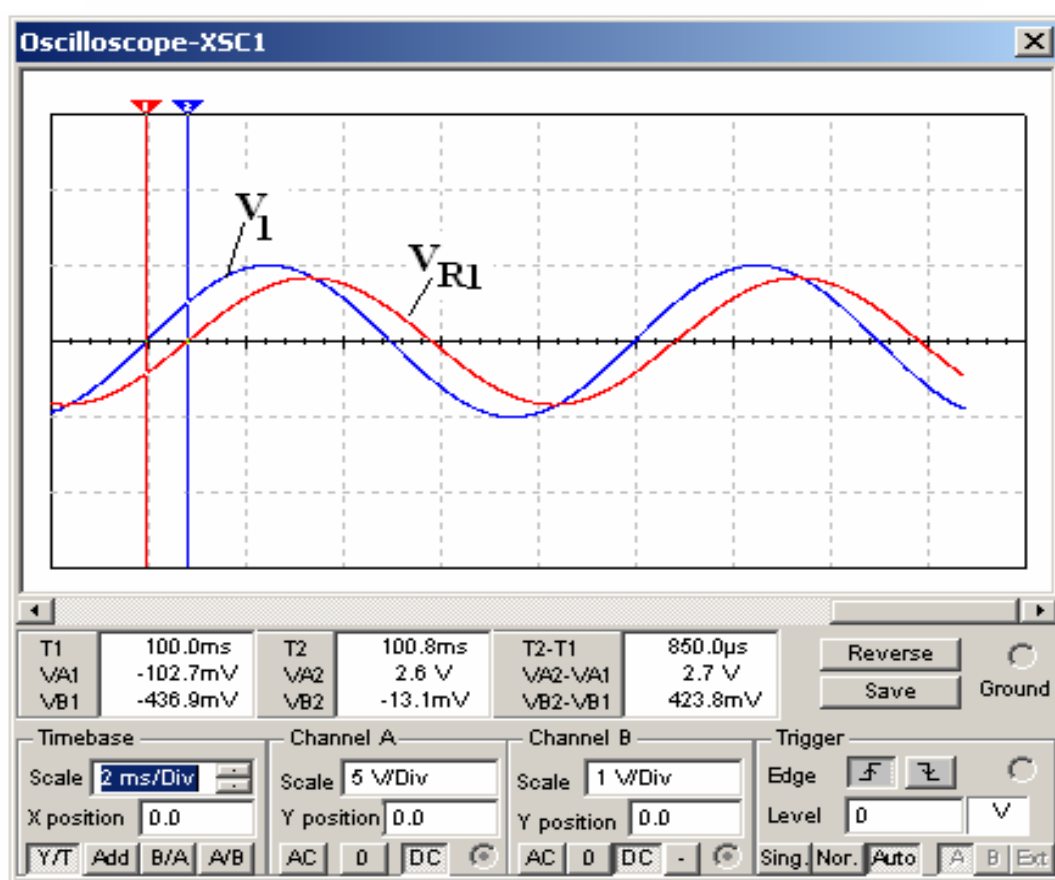 Oscilloscope-XSC1
1 2
V1
VR1
T1 100.0ms T2 100.8ms T2-T1 850.0µs Reverse
VA1 -102.7mV VA2 2.6 V VA2-VA1 2.7 V
VB1 -436.9mV VB2 -13.1mV VB2-VB1 423.8mV Save Ground
Timebase Channel A Channel B Trigger
Scale 2 ms/Div Scale 5 V/Div Scale 1 V/Div Edge
X position 0.0 Y position 0.0 Y position 0.0 Level 0 V
Y/T Add B/A A/B AC 0 DC AC 0 DC - Sing. Nor. Auto A B Ext